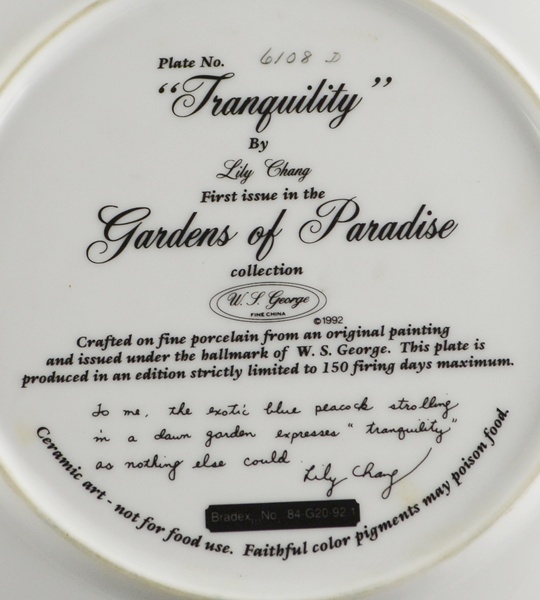 Plate No. 6108 D
“Tranquility”
By
Lily Chang
First issue in the
Gardens of Paradise
collection
W. S. George
FINE CHINA
©1992
Crafted on fine porcelain from an original painting
and issued under the hallmark of W. S. George. This plate is
produced in an edition strictly limited to 150 firing days maximum.
To me, the exotic blue peacock strolling
in a dawn garden expresses "tranquility"
as nothing else could.
Lily Chang
Bradex No. 84-G20-92.1
Ceramic art - not for food use. Faithful color pigments may poison food.